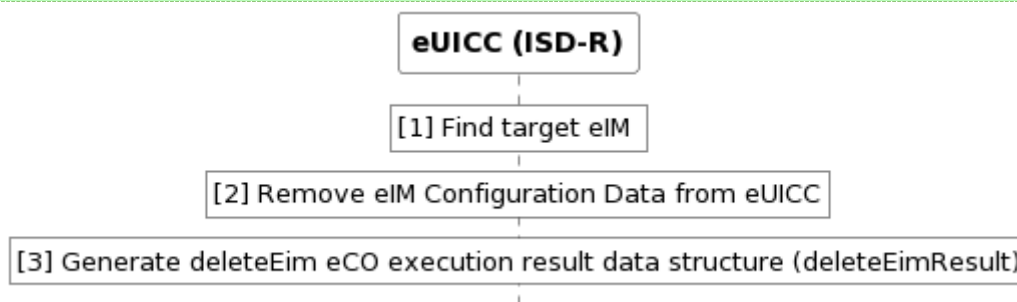 eUICC (ISD-R)
[1] Find target eIM
[2] Remove eIM Configuration Data from eUICC
[3] Generate deleteEim eCO execution result data structure (deleteEimResult)